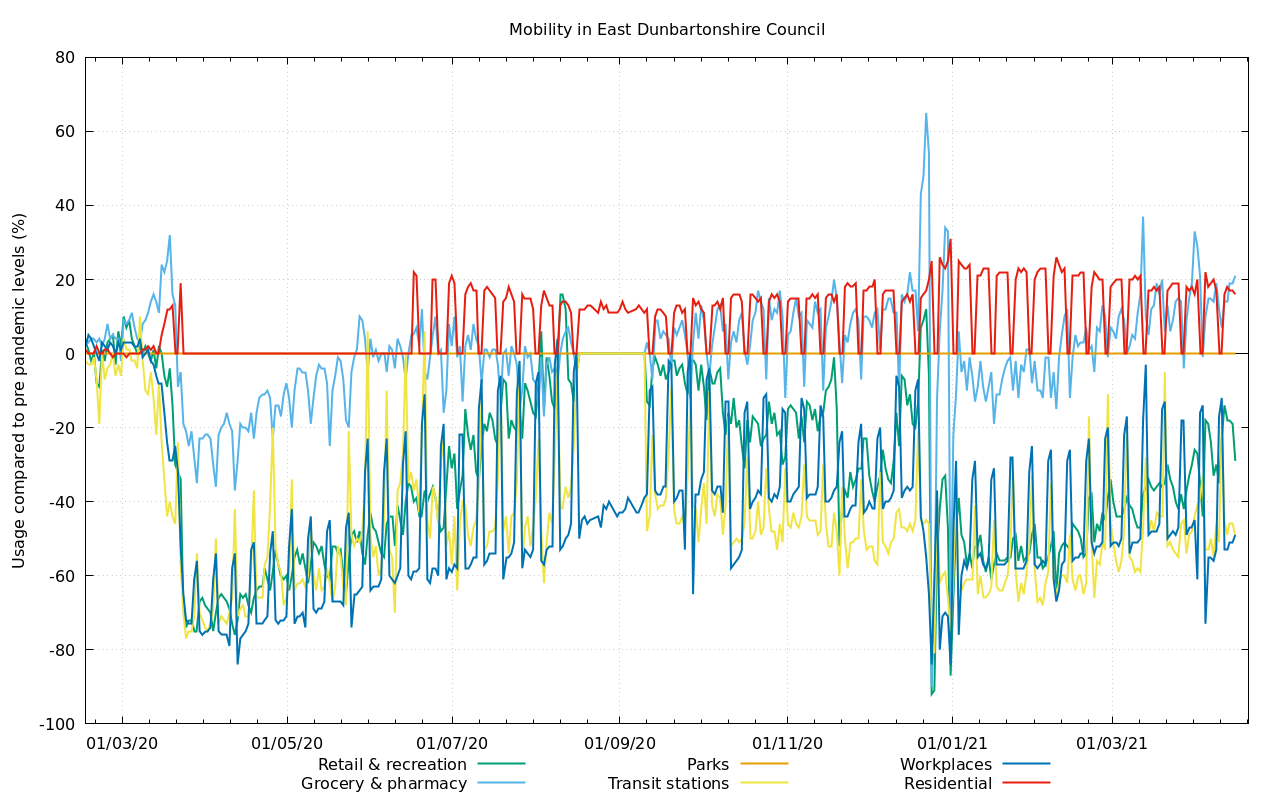 Mobility in East Dunbartonshire Council
Usage compared to pre pandemic levels (%)
80
60
40
20
0
-20
-40
-60
-80
-100
01/03/20 01/05/20 01/07/20 01/09/20 01/11/20 01/01/21 01/03/21
Retail & recreation Parks Workplaces
Grocery & pharmacy Transit stations Residential